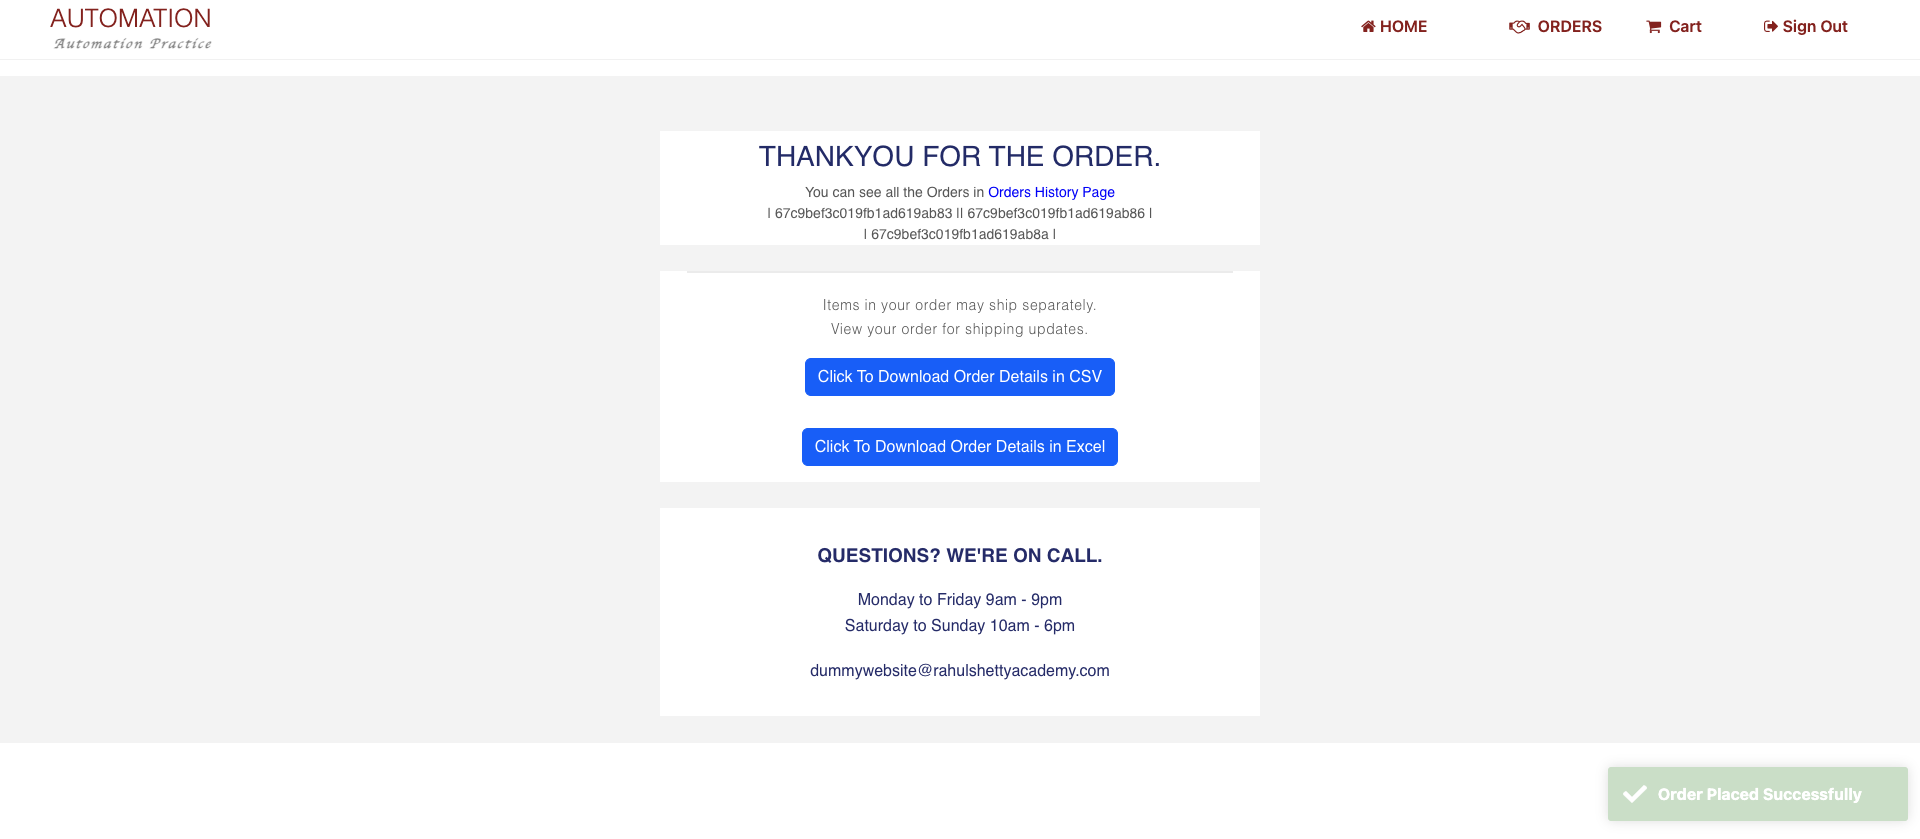 AUTOMATION
Automation Practice
HOME
ORDERS
Cart
Sign Out
THANKYOU FOR THE ORDER.
You can see all the Orders in Orders History Page
| 67c9bef3c019fb1ad619ab83 || 67c9bef3c019fb1ad619ab86 |
| 67c9bef3c019fb1ad619ab8a |
Items in your order may ship separately.
View your order for shipping updates.
Click To Download Order Details in CSV
Click To Download Order Details in Excel
QUESTIONS? WE'RE ON CALL.
Monday to Friday 9am - 9pm
Saturday to Sunday 10am - 6pm
dummywebsite@rahulshettyacademy.com
Order Placed Successfully